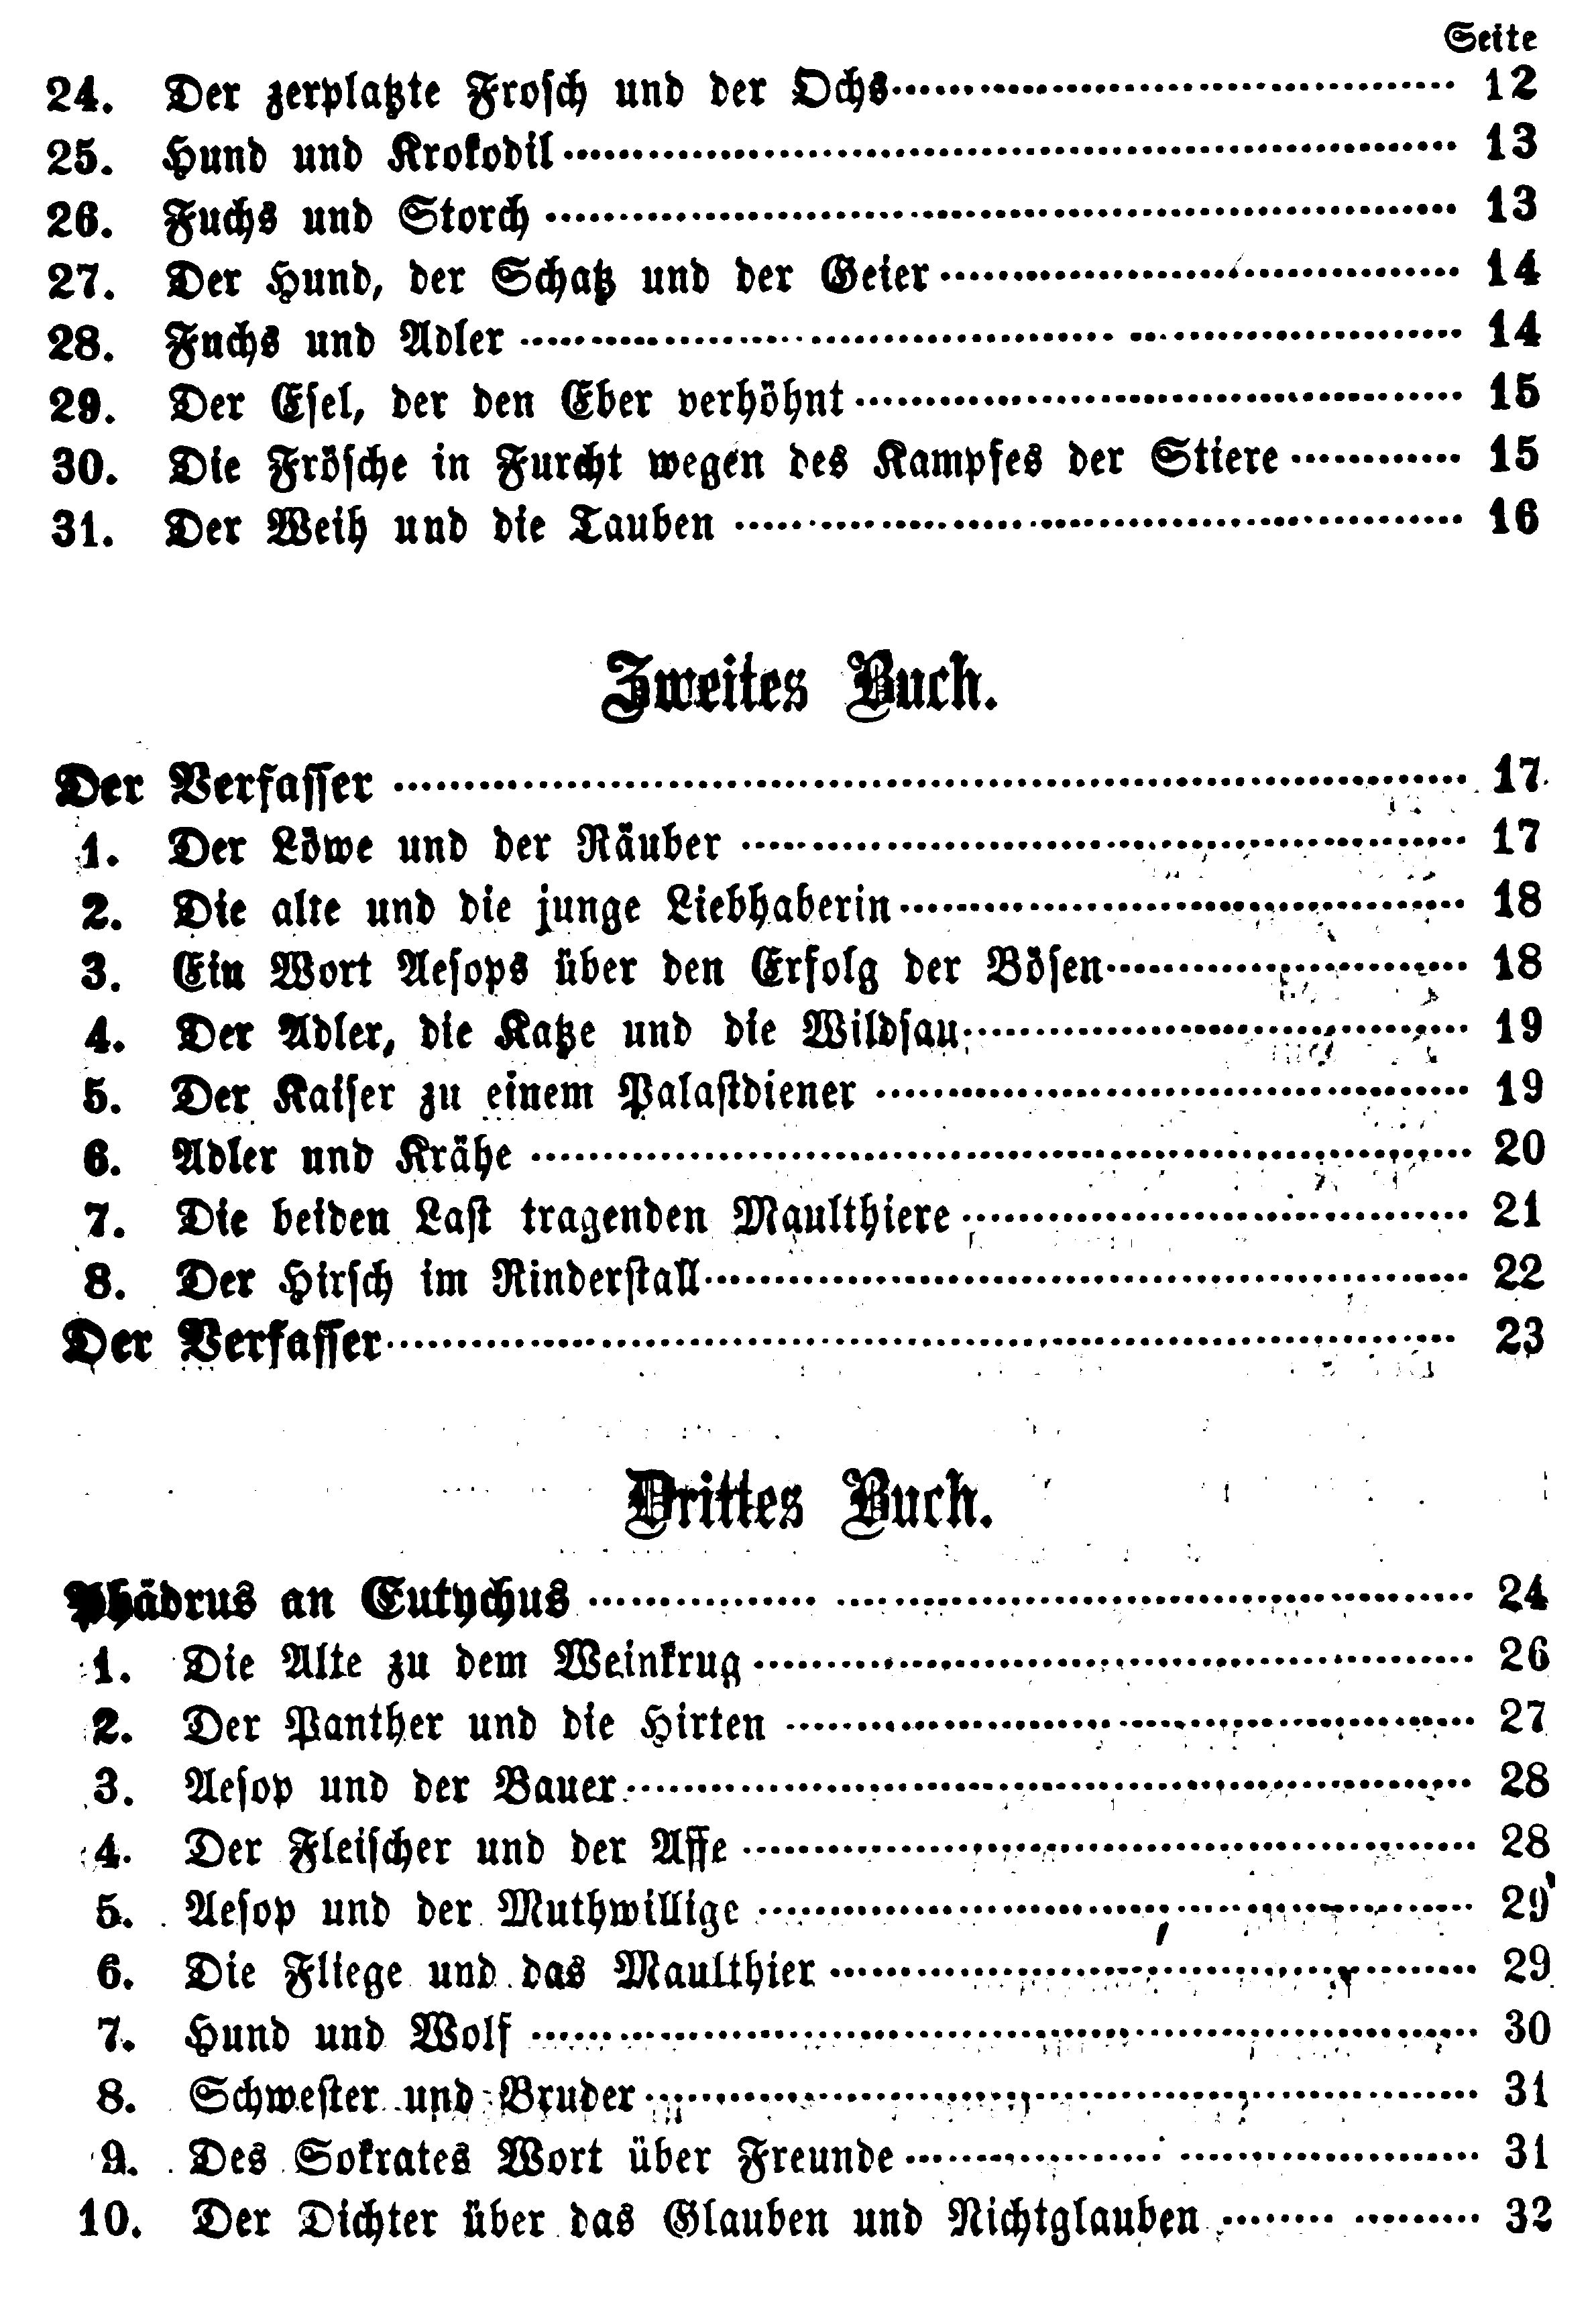 Seite
24. Der zerplatzte Frosch und der Ochs 12
25. Hund und Krokodil 13
26. Fuchs und Storch 13
27. Der Hund, der Schatz und der Geier 14
28. Fuchs und Adler 14
29. Der Esel, der den Eber verhöhnt 15
30. Die Frösche in Furcht wegen des Kampfes der Stiere 15
31. Der Weih und die Tauben 16
Zweites Buch.
Der Verfasser 17
1. Der Löwe und der Räuber 17
2. Die alte und die junge Liebhaberin 18
3. Ein Wort Aesops über den Erfolg der Bösen 18
4. Der Adler, die Katze und die Wildsau 19
5. Der Kaiser zu einem Palastdiener 19
6. Adler und Krähe 20
7. Die beiden Last tragenden Maulthiere 21
8. Der Hirsch im Rinderstall 22
Der Verfasser 23
Drittes Buch.
Phädrus an Eutychus 24
1. Die Alte zu dem Weinkrug 26
2. Der Panther und die Hirten 27
3. Aesop und der Bauer 28
4. Der Fleischer und der Affe 28
5. Aesop und der Muthwillige 29
6. Die Fliege und das Maulthier 29
7. Hund und Wolf 30
8. Schwester und Bruder 31
9. Des Sokrates Wort über Freunde 31
10. Der Dichter über das Glauben und Nichtglauben 32